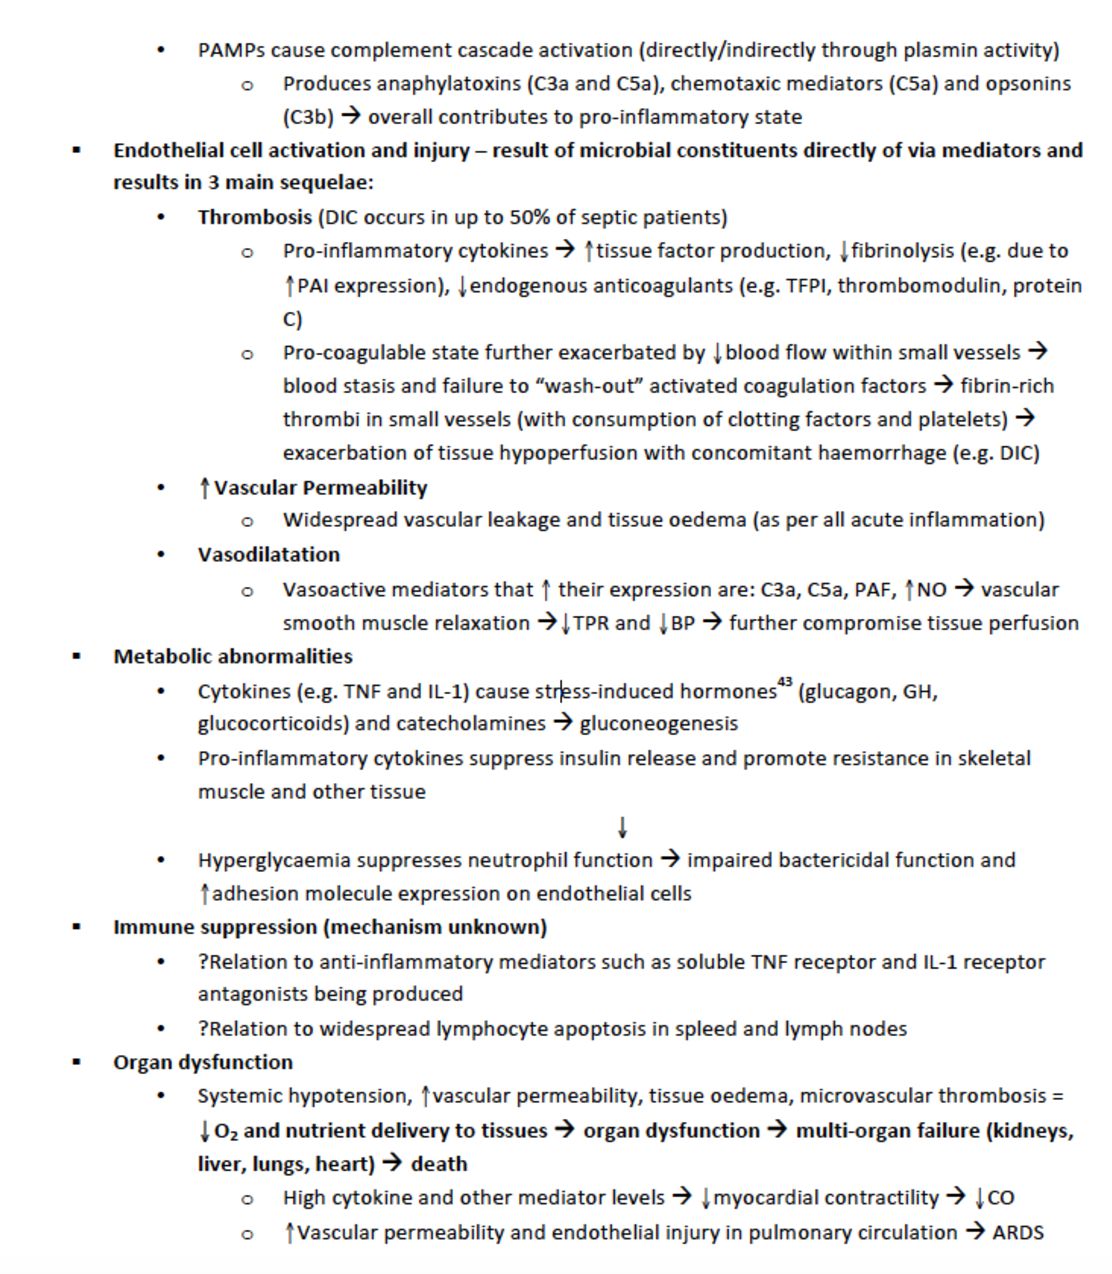 • PAMPs cause complement cascade activation (directly/indirectly through plasmin activity)
o Produces anaphylatoxins (C3a and C5a), chemotaxic mediators (C5a) and opsonins
(C3b) → overall contributes to pro-inflammatory state
▪ Endothelial cell activation and injury – result of microbial constituents directly of via mediators and
results in 3 main sequelae:
• Thrombosis (DIC occurs in up to 50% of septic patients)
o Pro-inflammatory cytokines → ↑tissue factor production, ↓fibrinolysis (e.g. due to
↑PAI expression), ↓endogenous anticoagulants (e.g. TFPI, thrombomodulin, protein
C)
o Pro-coagulable state further exacerbated by ↓blood flow within small vessels →
blood stasis and failure to “wash-out” activated coagulation factors → fibrin-rich
thrombi in small vessels (with consumption of clotting factors and platelets) →
exacerbation of tissue hypoperfusion with concomitant haemorrhage (e.g. DIC)
• ↑Vascular Permeability
o Widespread vascular leakage and tissue oedema (as per all acute inflammation)
• Vasodilatation
o Vasoactive mediators that ↑ their expression are: C3a, C5a, PAF, ↑NO → vascular
smooth muscle relaxation →↓TPR and ↓BP → further compromise tissue perfusion
▪ Metabolic abnormalities
• Cytokines (e.g. TNF and IL-1) cause stress-induced hormones⁴³ (glucagon, GH,
glucocorticoids) and catecholamines → gluconeogenesis
• Pro-inflammatory cytokines suppress insulin release and promote resistance in skeletal
muscle and other tissue
↓
• Hyperglycaemia suppresses neutrophil function → impaired bactericidal function and
↑adhesion molecule expression on endothelial cells
▪ Immune suppression (mechanism unknown)
• ?Relation to anti-inflammatory mediators such as soluble TNF receptor and IL-1 receptor
antagonists being produced
• ?Relation to widespread lymphocyte apoptosis in spleed and lymph nodes
▪ Organ dysfunction
• Systemic hypotension, ↑vascular permeability, tissue oedema, microvascular thrombosis =
↓O₂ and nutrient delivery to tissues → organ dysfunction → multi-organ failure (kidneys,
liver, lungs, heart) → death
o High cytokine and other mediator levels → ↓myocardial contractility → ↓CO
o ↑Vascular permeability and endothelial injury in pulmonary circulation → ARDS